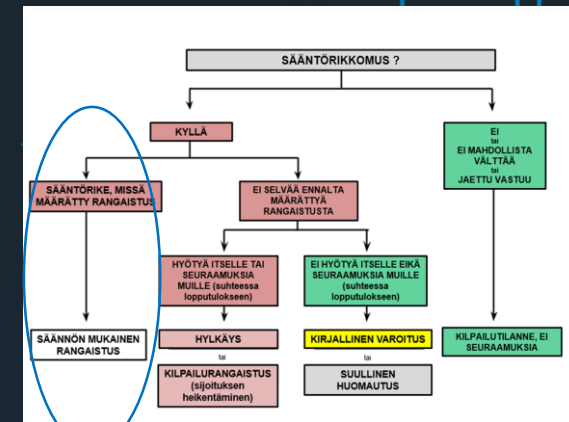 SÄÄNTÖRIKKOMUS ?
KYLLÄ
EI
tai
EI MAHDOLLISTA
VÄLTTÄÄ
tai
JAETTU VASTUU
SÄÄNTÖRIKE, MISSÄ
MÄÄRÄTTY RANGAISTUS
EI SELVÄÄ ENNALTA
MÄÄRÄTTYÄ
RANGAISTUSTA
HYÖTYÄ ITSELLE TAI
SEURAAMUKSIA
MUILLE (suhteessa
lopputulokseen)
EI HYÖTYÄ ITSELLE EIKÄ
SEURAAMUKSIA MUILLE
(suhteessa
lopputulokseen)
SÄÄNNÖN MUKAINEN
RANGAISTUS
HYLKÄYS
tai
KILPAILURANGAISTUS
(sijoituksen
heikentäminen)
KIRJALLINEN VAROITUS
tai
SUULLINEN
HUOMAUTUS
KILPAILUTILANNE, EI
SEURAAMUKSIA